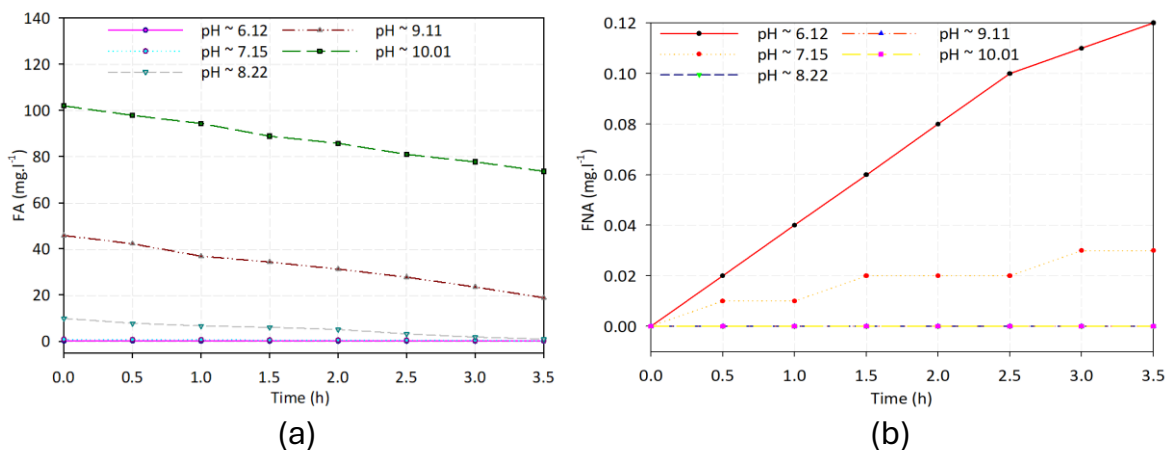 pH ~ 6.12
pH ~ 7.15
pH ~ 8.22
pH ~ 9.11
pH ~ 10.01
FA (mg.l⁻¹)
140
120
100
80
60
40
20
0
0.0 0.5 1.0 1.5 2.0 2.5 3.0 3.5
Time (h)
(a)
pH ~ 6.12
pH ~ 7.15
pH ~ 8.22
pH ~ 9.11
pH ~ 10.01
FNA (mg.l⁻¹)
0.12
0.10
0.08
0.06
0.04
0.02
0.00
0.0 0.5 1.0 1.5 2.0 2.5 3.0 3.5
Time (h)
(b)